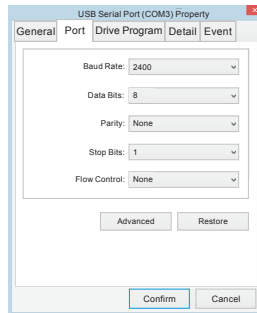 USB Serial Port (COM3) Property
General Port Drive Program Detail Event
Baud Rate: 2400
Data Bits: 8
Parity: None
Stop Bits: 1
Flow Control: None
Advanced Restore
Confirm Cancel